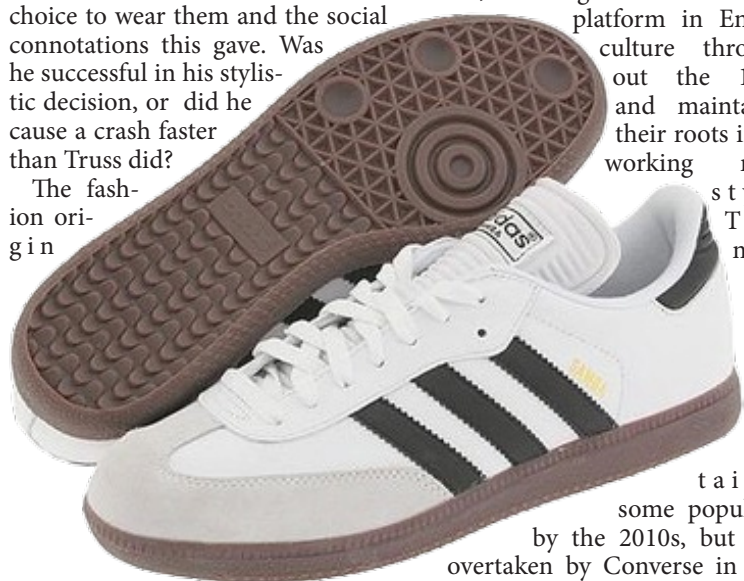 choice to wear them and the social
connotations this gave. Was
he successful in his stylis-
tic decision, or did he
cause a crash faster
than Truss did?
The fash-
ion ori-
gin
platform in En
culture thro
out the
and mainta
their roots i
working
s t
T
tai
some popul
by the 2010s, but
overtaken by Converse in
SAMBA